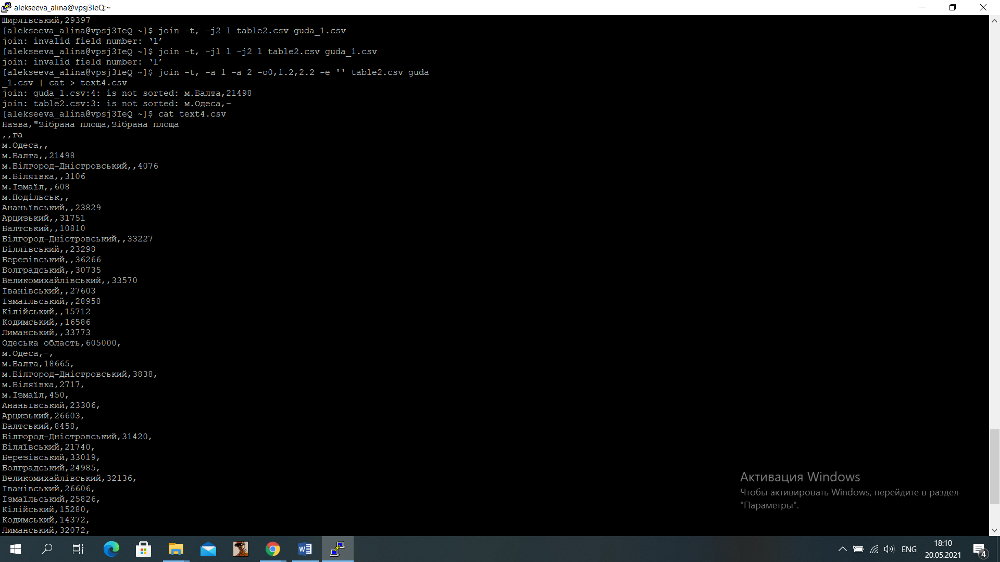 alekseeva_alina@vpsj3IeQ:~
Ширяївський,29397
[alekseeva_alina@vpsj3IeQ ~]$ join -t, -j2 l table2.csv guda_1.csv
join: invalid field number: ‘l’
[alekseeva_alina@vpsj3IeQ ~]$ join -t, -jl l -j2 l table2.csv guda_1.csv
join: invalid field number: ‘l’
[alekseeva_alina@vpsj3IeQ ~]$ join -t, -a 1 -a 2 -o0,1.2,2.2 -e '' table2.csv guda
_1.csv | cat > text4.csv
join: guda_1.csv:4: is not sorted: м.Балта,21498
join: table2.csv:3: is not sorted: м.Одеса,-
[alekseeva_alina@vpsj3IeQ ~]$ cat text4.csv
Назва,"Зібрана площа,Зібрана площа
,,га
м.Одеса,,
м.Балта,,21498
м.Білгород-Дністровський,,4076
м.Біляївка,,3106
м.Ізмаїл,,608
м.Подільськ,,
Ананьївський,,23829
Арцизький,,31751
Балтський,,10810
Білгород-Дністровський,,33227
Біляївський,,23298
Березівський,,36266
Болградський,,30735
Великомихайлівський,,33570
Іванівський,,27603
Ізмаїльський,,28958
Кілійський,,15712
Кодимський,,16586
Лиманський,,33773
Одеська область,605000,
м.Одеса,-,
м.Балта,18665,
м.Білгород-Дністровський,3838,
м.Біляївка,2717,
м.Ізмаїл,450,
Ананьївський,23306,
Арцизький,26603,
Балтський,8458,
Білгород-Дністровський,31420,
Біляївський,21740,
Березівський,33019,
Болградський,24985,
Великомихайлівський,32136,
Іванівський,26606,
Ізмаїльський,25826,
Кілійський,15280,
Кодимський,14372,
Лиманський,32072,
Активация Windows
Чтобы активировать Windows, перейдите в раздел
"Параметры".
ENG
18:10
20.05.2021
4